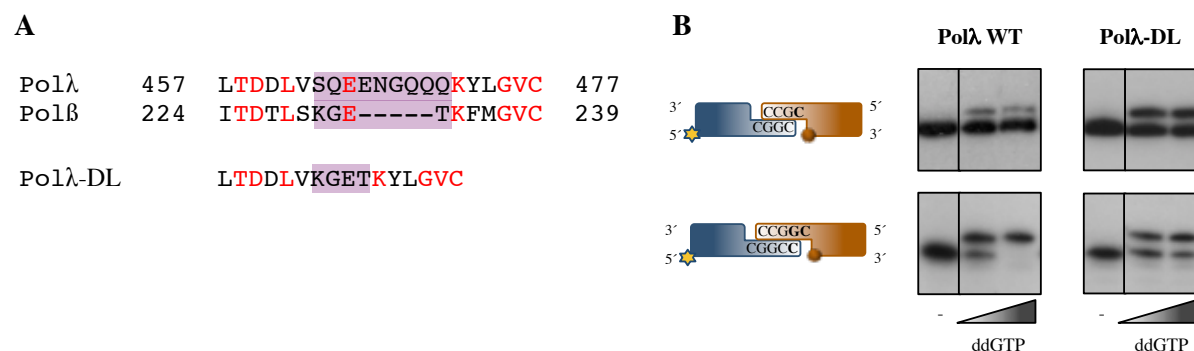 A
Polλ 457 LTDDLVSQEENGQQQKYLGVC 477
Polß 224 ITDTLSKGE-----TKFMGVC 239
Polλ-DL LTDDLVKGETKYLGVC
B
Polλ WT Polλ-DL
3´ CCGC 5´
5´ CGGC 3´
3´ CCGGC 5´
5´ CGGCC 3´
- -
ddGTP ddGTP